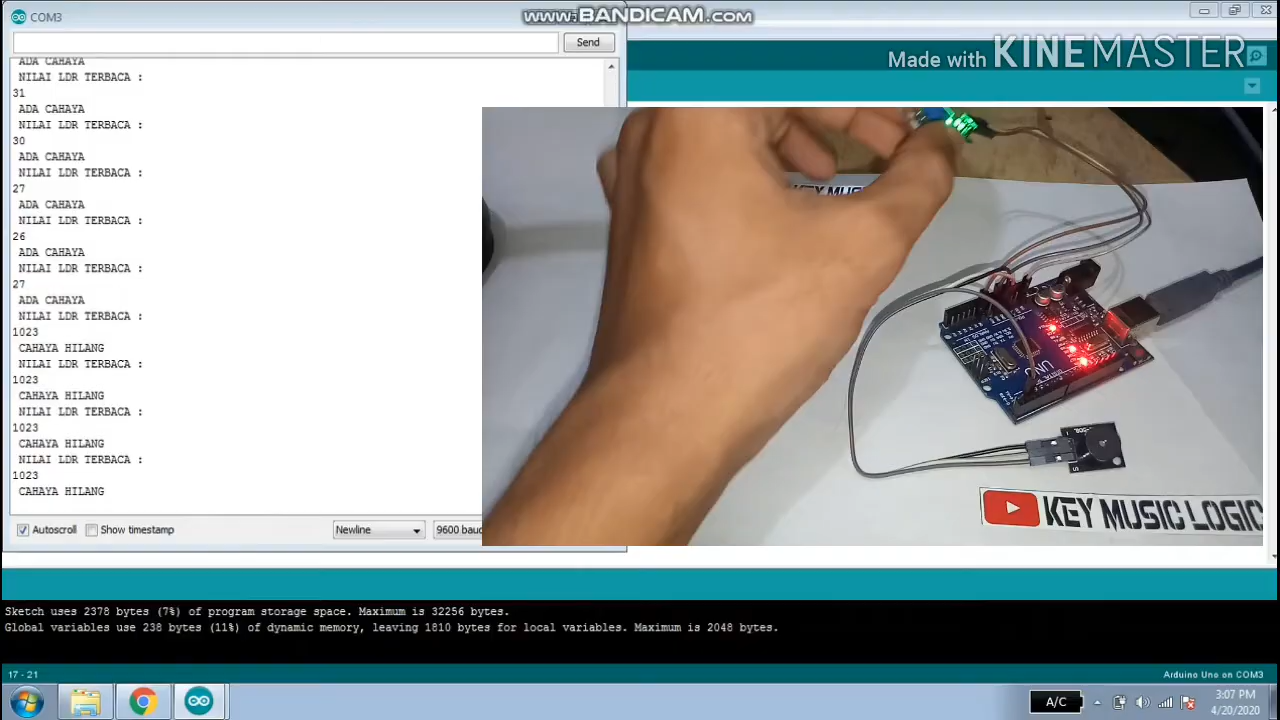 COM3
www.BANDICAM.com
Send
Made with KINEMASTER
ADA CAHAYA
NILAI LDR TERBACA :
31
ADA CAHAYA
NILAI LDR TERBACA :
30
ADA CAHAYA
NILAI LDR TERBACA :
27
ADA CAHAYA
NILAI LDR TERBACA :
26
ADA CAHAYA
NILAI LDR TERBACA :
27
ADA CAHAYA
NILAI LDR TERBACA :
1023
CAHAYA HILANG
NILAI LDR TERBACA :
1023
CAHAYA HILANG
NILAI LDR TERBACA :
1023
CAHAYA HILANG
NILAI LDR TERBACA :
1023
CAHAYA HILANG
KEY MUSI
UNO
KEY MUSIC LOGIC
Autoscroll
Show timestamp
Newline
9600 baud
Sketch uses 2378 bytes (7%) of program storage space. Maximum is 32256 bytes.
Global variables use 238 bytes (11%) of dynamic memory, leaving 1810 bytes for local variables. Maximum is 2048 bytes.
17 - 21
Arduino Uno on COM3
A/C
3:07 PM
4/20/2020